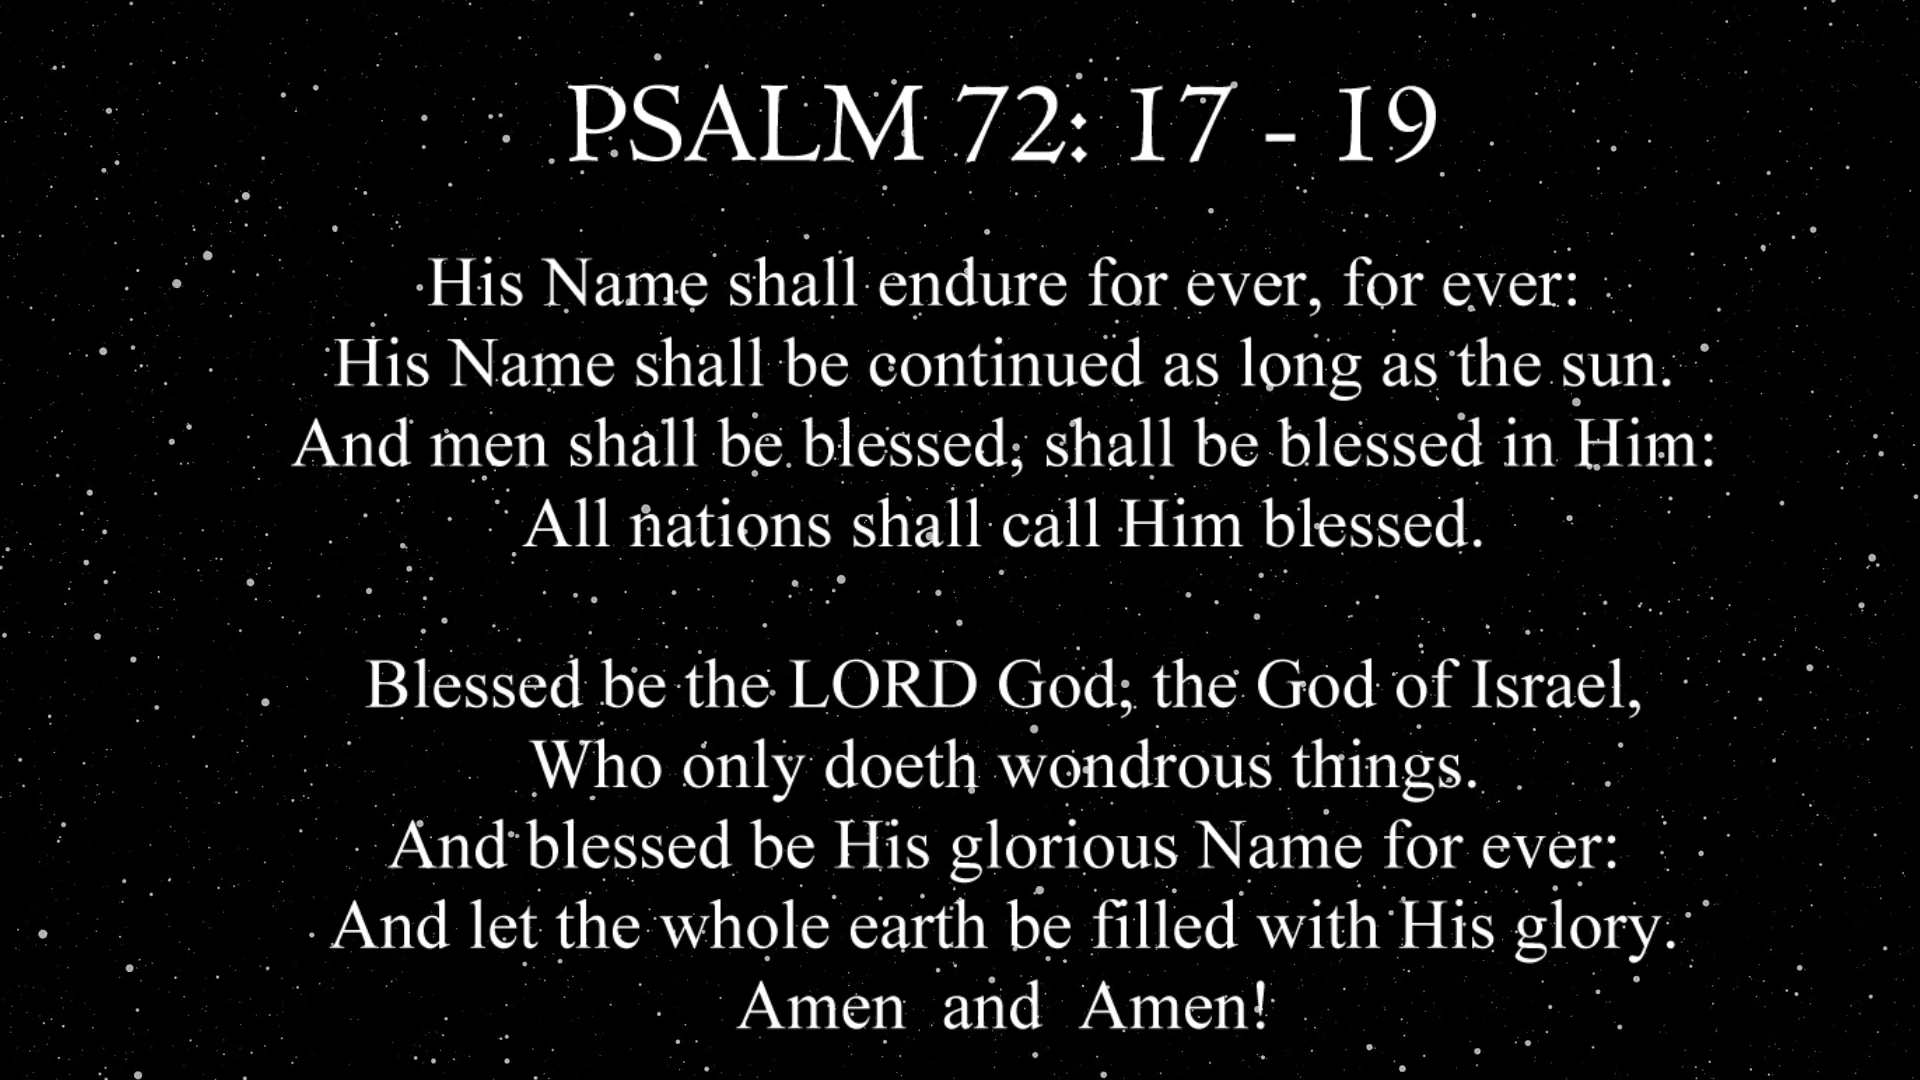 PSALM 72: 17 - 19
His Name shall endure for ever, for ever:
His Name shall be continued as long as the sun.
And men shall be blessed, shall be blessed in Him:
All nations shall call Him blessed.
Blessed be the LORD God, the God of Israel,
Who only doeth wondrous things.
And blessed be His glorious Name for ever:
And let the whole earth be filled with His glory.
Amen and Amen!